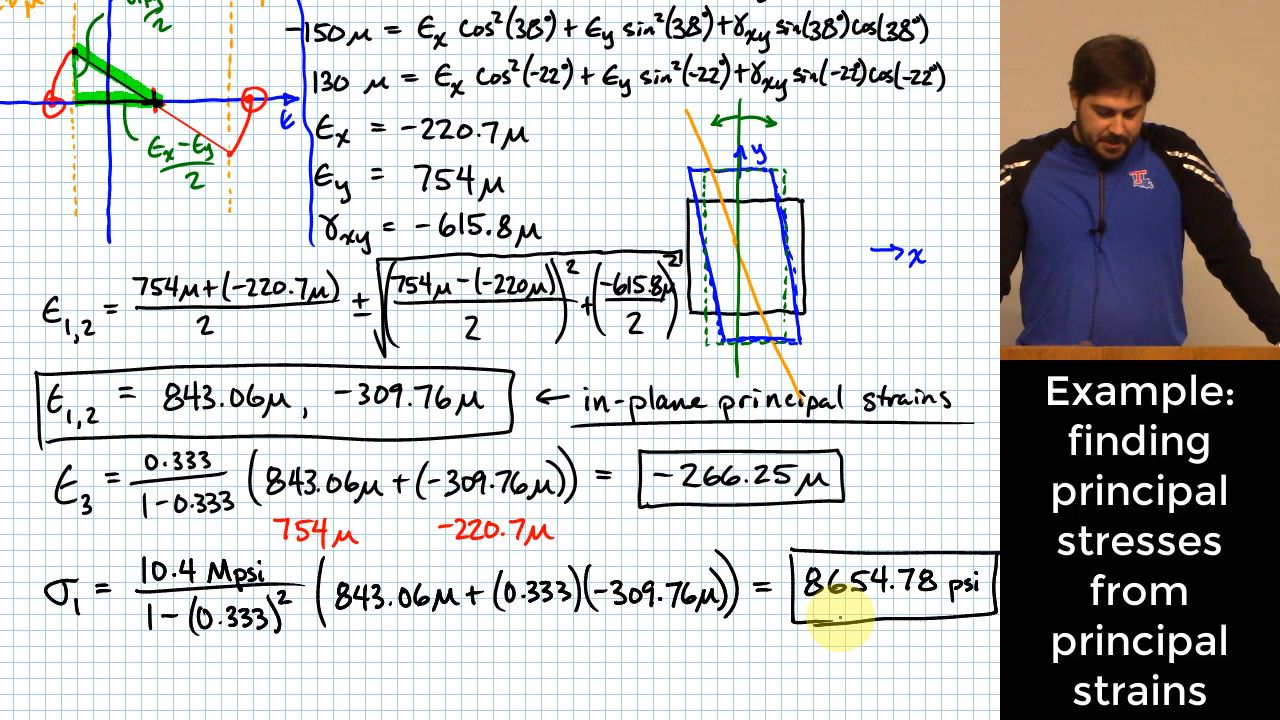 -150μ = εx cos²(38°) + εy sin²(38°) + γxy sin(38°)cos(38°)
130 μ = εx cos²(-22°) + εy sin²(-22°) + γxy sin(-22°)cos(-22°)
2
ε
εx - εy
2
εx = -220.7μ
εy = 754μ
γxy = -615.8μ
y
x
ε1,2 = 754μ+(-220.7μ) / 2 ± √((754μ-(-220μ) / 2)² + (-615.8μ / 2)²)
ε1,2 = 843.06μ, -309.76μ ← in-plane principal strains
ε3 = 0.333 / 1-0.333 (843.06μ+(-309.76μ)) = -266.25μ
754μ -220.7μ
σ1 = 10.4 Mpsi / 1-(0.333)² (843.06μ+(0.333)(-309.76μ)) = 8654.78 psi
Example:
finding
principal
stresses
from
principal
strains